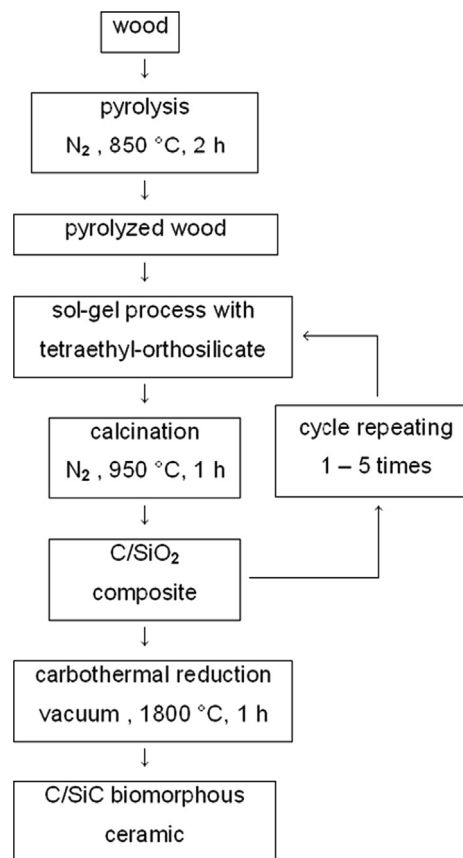 wood
pyrolysis
N₂ , 850 °C, 2 h
pyrolyzed wood
sol-gel process with
tetraethyl-orthosilicate
calcination
N₂ , 950 °C, 1 h
cycle repeating
1 – 5 times
C/SiO₂
composite
carbothermal reduction
vacuum , 1800 °C, 1 h
C/SiC biomorphous
ceramic